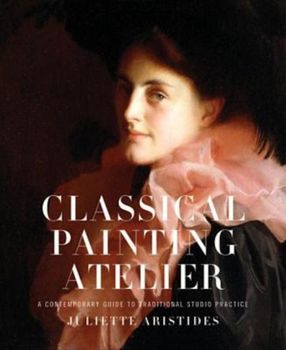 CLASSICAL
PAINTING
ATELIER
A CONTEMPORARY GUIDE TO TRADITIONAL STUDIO PRACTICE
JULIETTE ARISTIDES